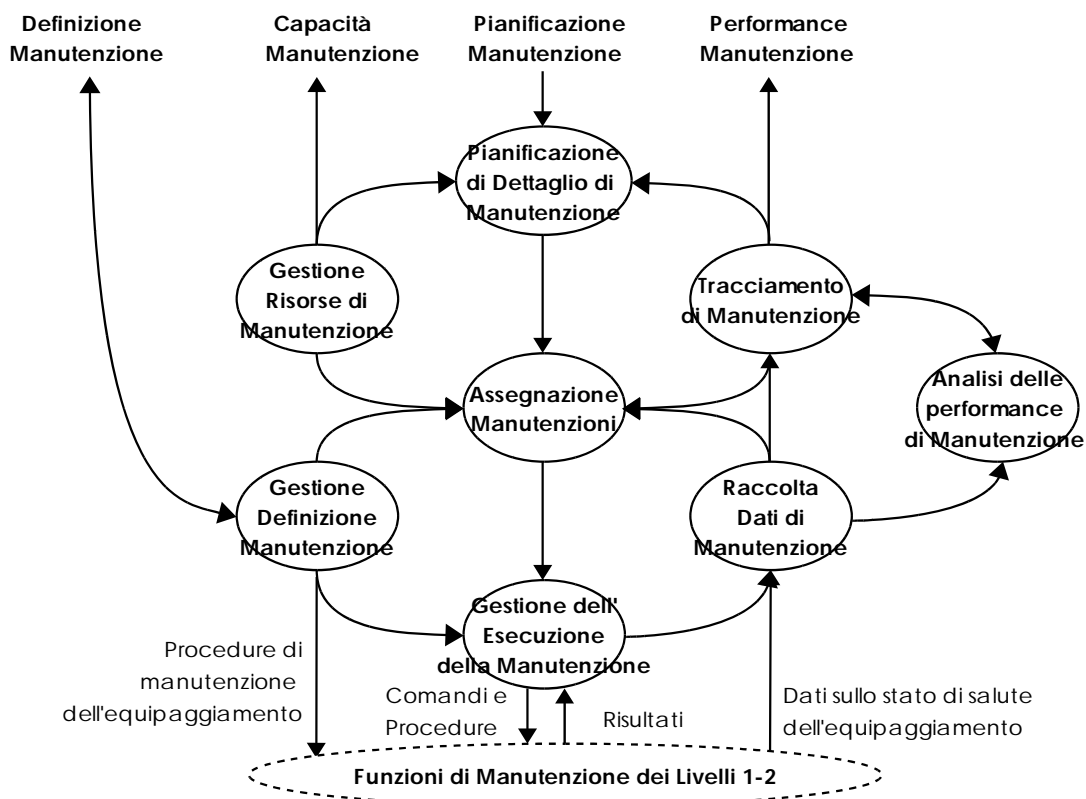 Definizione
Manutenzione
Capacità
Manutenzione
Pianificazione
Manutenzione
Performance
Manutenzione
Pianificazione
di Dettaglio di
Manutenzione
Gestione
Risorse di
Manutenzione
Tracciamento
di Manutenzione
Analisi delle
performance
di Manutenzione
Assegnazione
Manutenzioni
Gestione
Definizione
Manutenzione
Raccolta
Dati di
Manutenzione
Gestione dell'
Esecuzione
della Manutenzione
Procedure di
manutenzione
dell'equipaggiamento
Comandi e
Procedure
Risultati
Dati sullo stato di salute
dell'equipaggiamento
Funzioni di Manutenzione dei Livelli 1-2